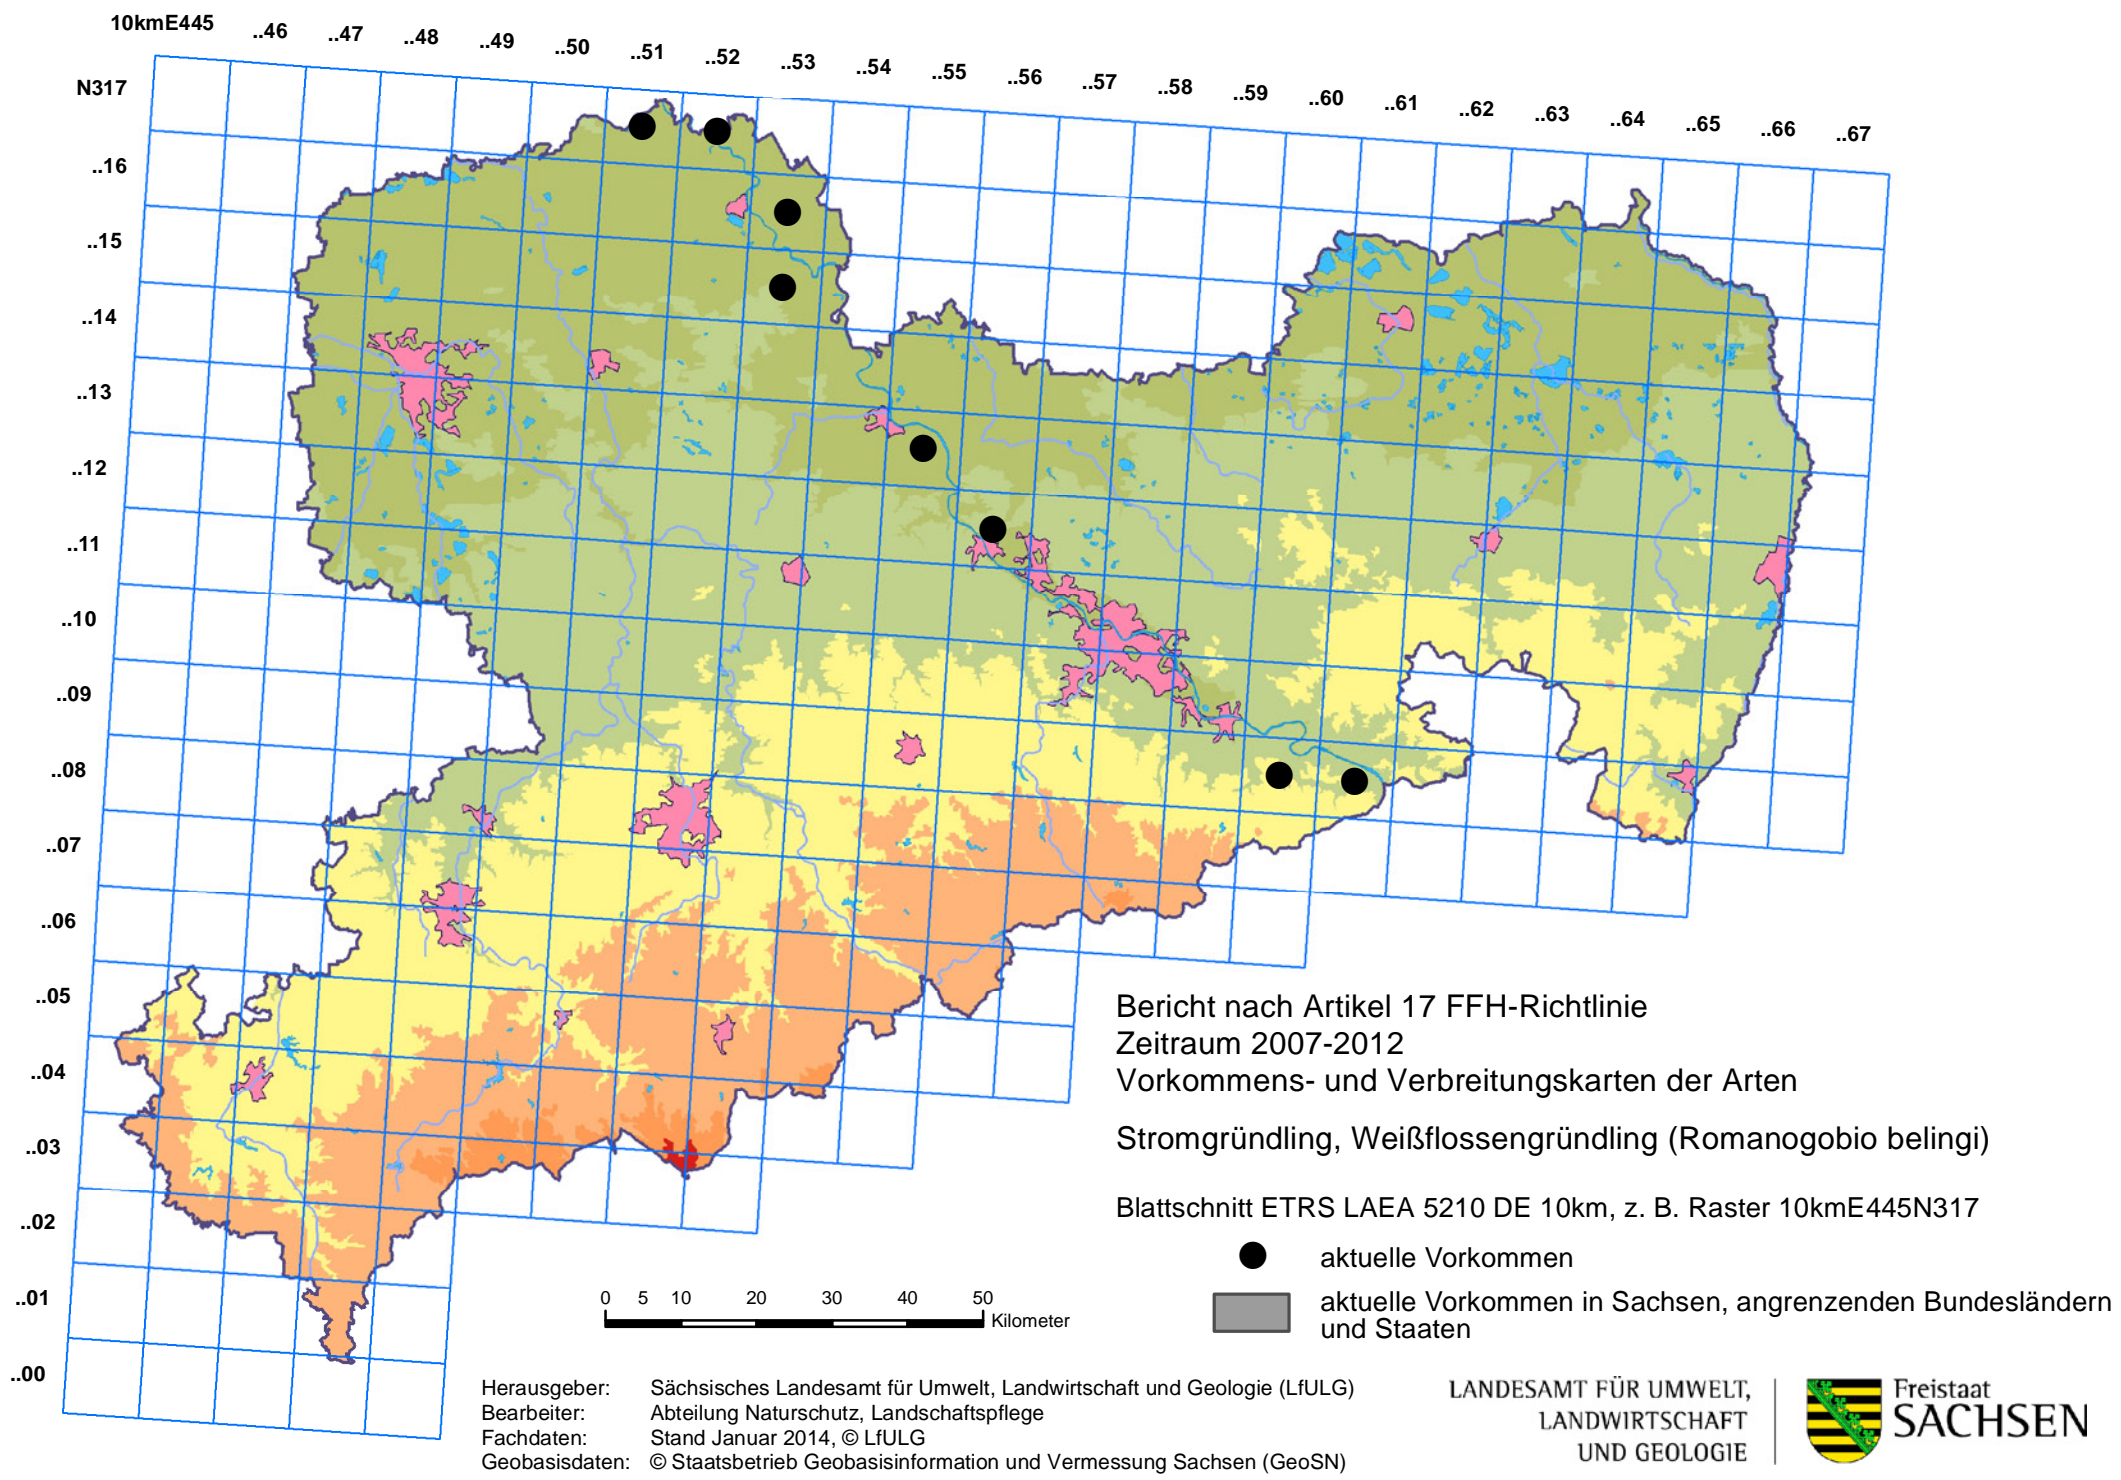 10kmE445 ..46 ..47 ..48 ..49 ..50 ..51 ..52 ..53 ..54 ..55 ..56 ..57 ..58 ..59 ..60 ..61 ..62 ..63 ..64 ..65 ..66 ..67
N317
..16
..15
..14
..13
..12
..11
..10
..09
..08
..07
..06
..05
..04
..03
..02
..01
..00
Bericht nach Artikel 17 FFH-Richtlinie
Zeitraum 2007-2012
Vorkommens- und Verbreitungskarten der Arten
Stromgründling, Weißflossengründling (Romanogobio belingi)
Blattschnitt ETRS LAEA 5210 DE 10km, z. B. Raster 10kmE445N317
aktuelle Vorkommen
aktuelle Vorkommen in Sachsen, angrenzenden Bundesländern
und Staaten
0 5 10 20 30 40 50
Kilometer
Herausgeber: Sächsisches Landesamt für Umwelt, Landwirtschaft und Geologie (LfULG)
Bearbeiter: Abteilung Naturschutz, Landschaftspflege
Fachdaten: Stand Januar 2014, © LfULG
Geobasisdaten: © Staatsbetrieb Geobasisinformation und Vermessung Sachsen (GeoSN)
LANDESAMT FÜR UMWELT,
LANDWIRTSCHAFT
UND GEOLOGIE
Freistaat
SACHSEN